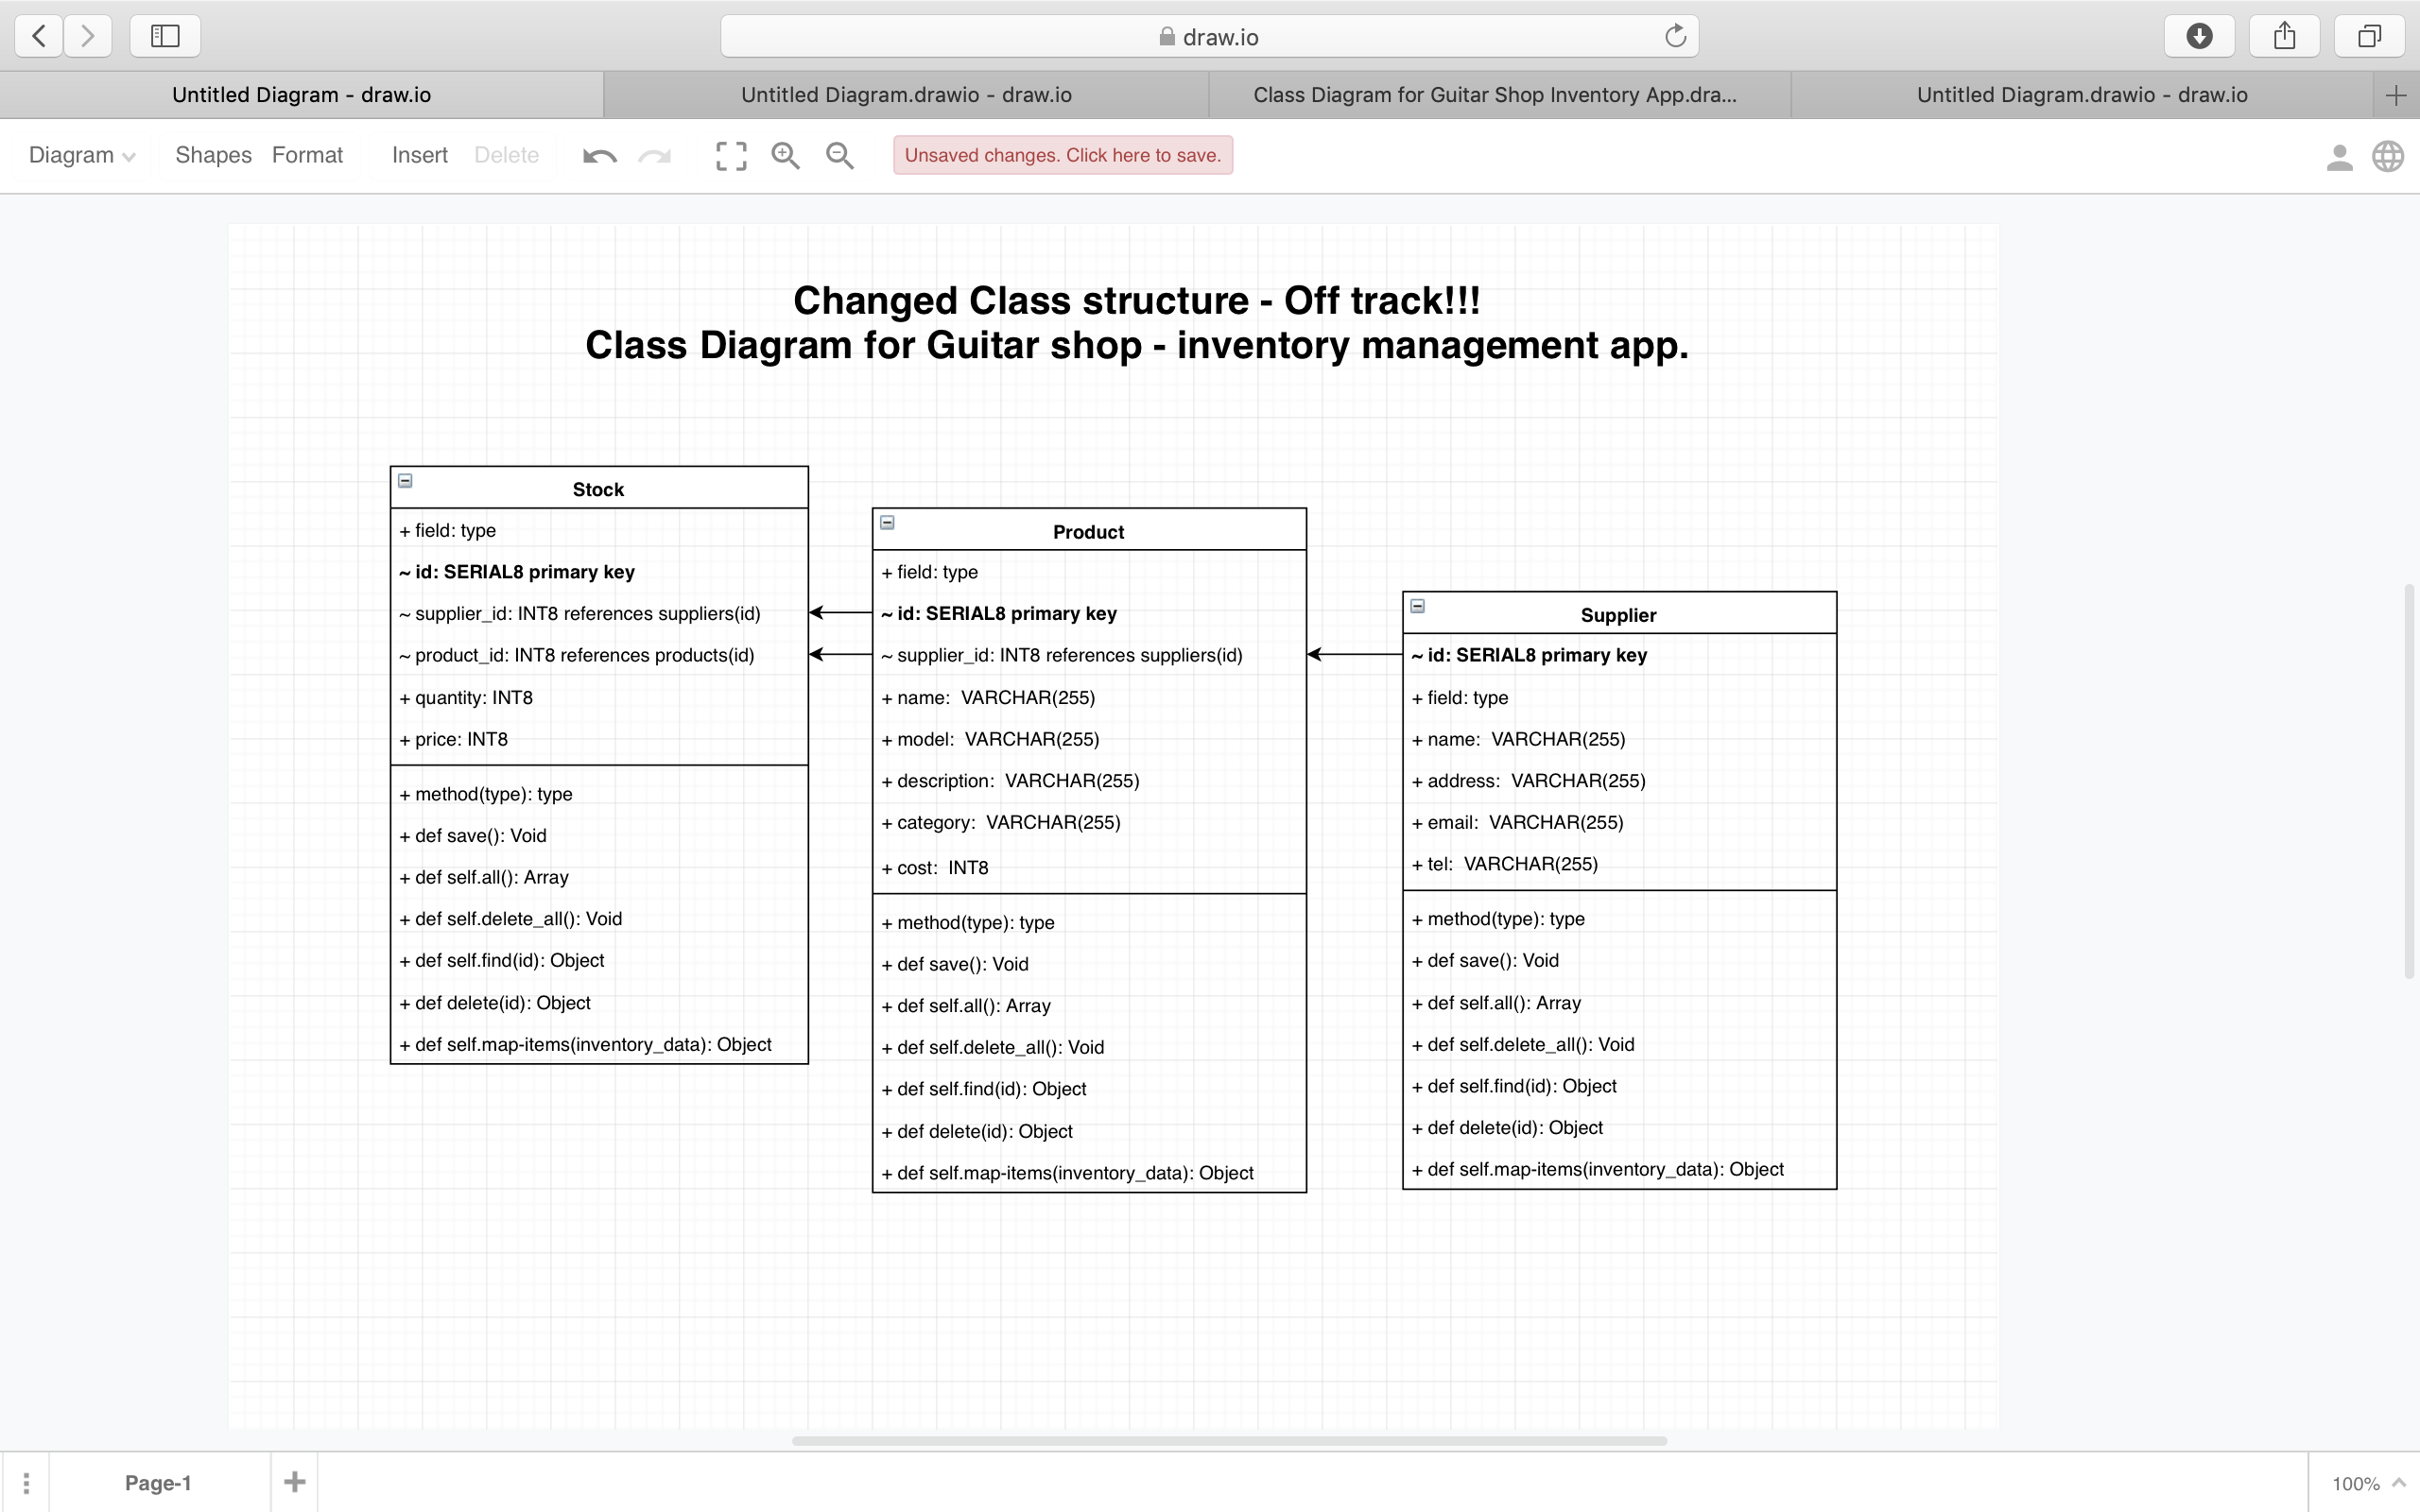 draw.io
Untitled Diagram - draw.io
Untitled Diagram.drawio - draw.io
Class Diagram for Guitar Shop Inventory App.dra...
Untitled Diagram.drawio - draw.io
Diagram
Shapes
Format
Insert
Delete
Unsaved changes. Click here to save.
Changed Class structure - Off track!!!
Class Diagram for Guitar shop - inventory management app.
Stock
+ field: type
~ id: SERIAL8 primary key
~ supplier_id: INT8 references suppliers(id)
~ product_id: INT8 references products(id)
+ quantity: INT8
+ price: INT8
+ method(type): type
+ def save(): Void
+ def self.all(): Array
+ def self.delete_all(): Void
+ def self.find(id): Object
+ def delete(id): Object
+ def self.map-items(inventory_data): Object
Product
+ field: type
~ id: SERIAL8 primary key
~ supplier_id: INT8 references suppliers(id)
+ name:  VARCHAR(255)
+ model:  VARCHAR(255)
+ description:  VARCHAR(255)
+ category:  VARCHAR(255)
+ cost:  INT8
+ method(type): type
+ def save(): Void
+ def self.all(): Array
+ def self.delete_all(): Void
+ def self.find(id): Object
+ def delete(id): Object
+ def self.map-items(inventory_data): Object
Supplier
~ id: SERIAL8 primary key
+ field: type
+ name:  VARCHAR(255)
+ address:  VARCHAR(255)
+ email:  VARCHAR(255)
+ tel:  VARCHAR(255)
+ method(type): type
+ def save(): Void
+ def self.all(): Array
+ def self.delete_all(): Void
+ def self.find(id): Object
+ def delete(id): Object
+ def self.map-items(inventory_data): Object
Page-1
100%